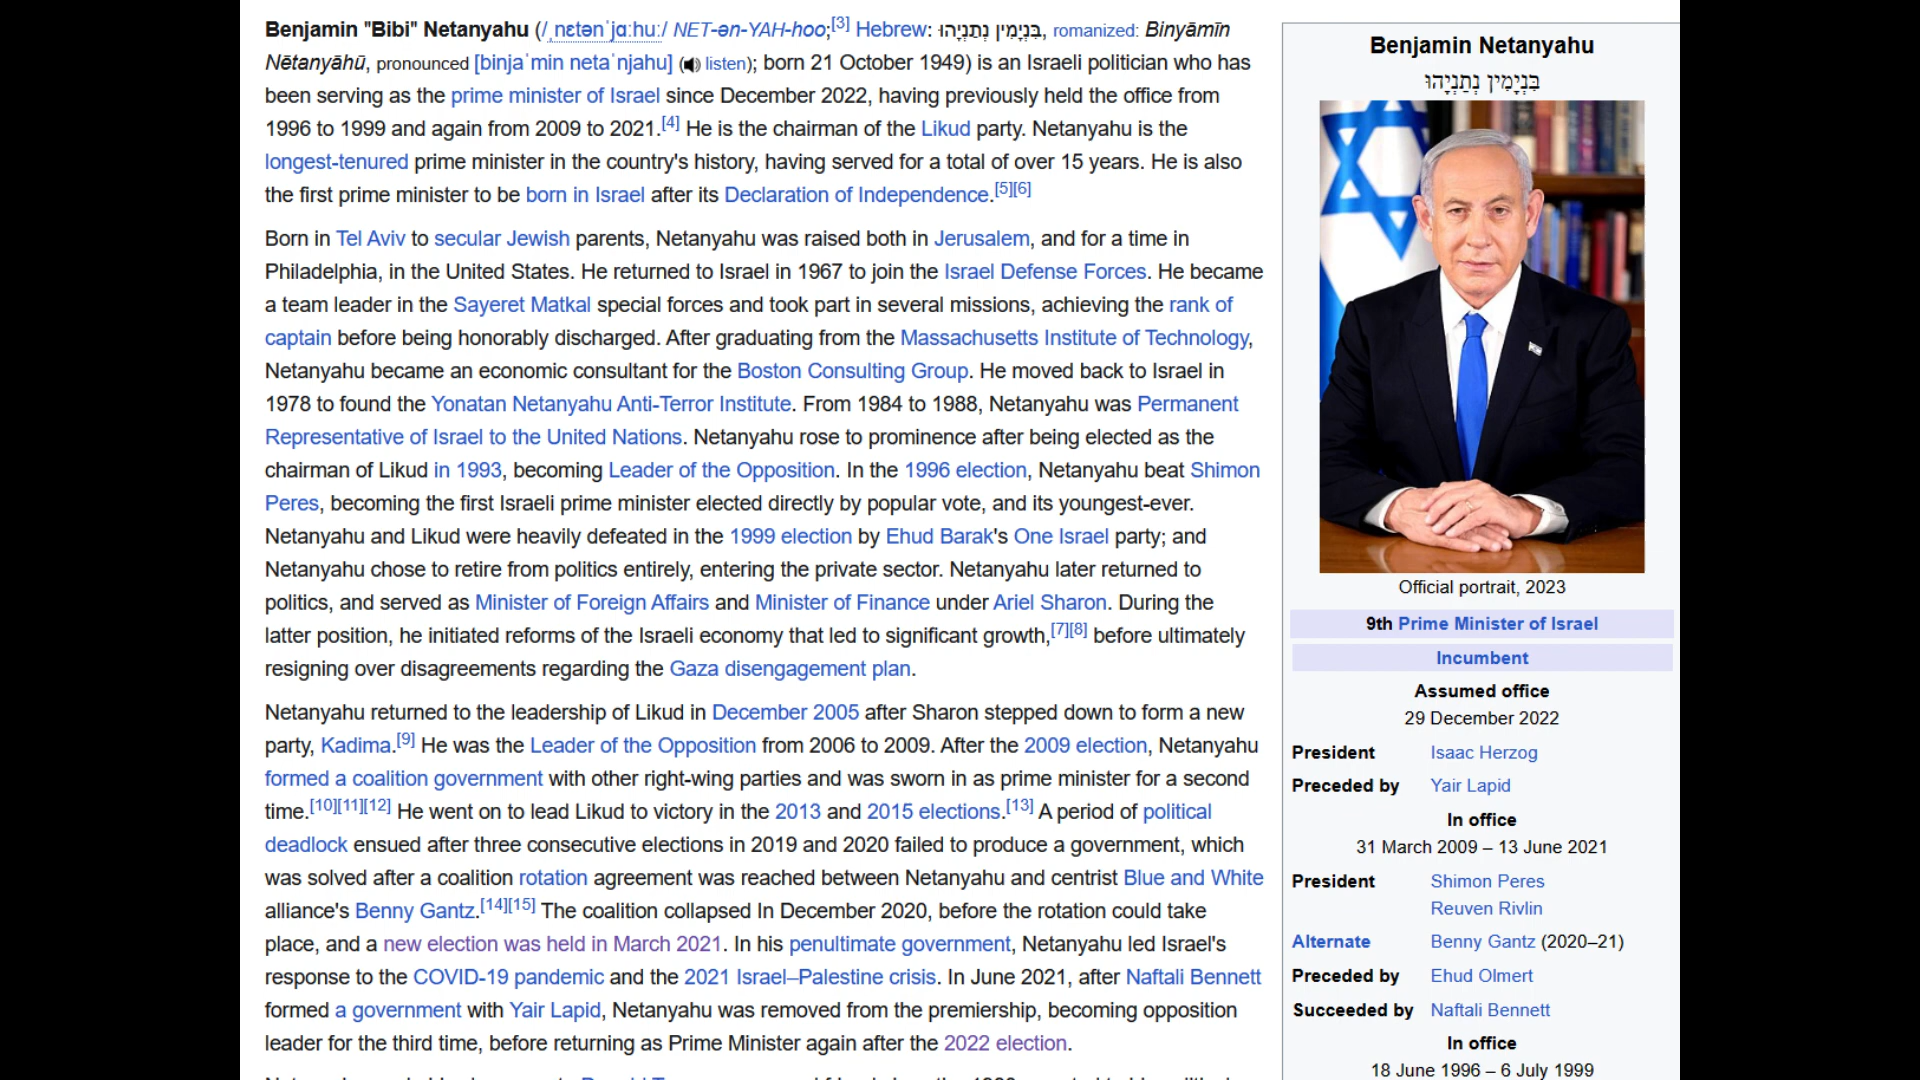 Benjamin "Bibi" Netanyahu (/ˌnɛtənˈjɑːhuː/ NET-ən-YAH-hoo;[3] Hebrew: בִּנְיָמִין נְתַנְיָהוּ, romanized: Binyāmīn
Nētanyāhū, pronounced [binjaˈmin netaˈnjahu] (listen); born 21 October 1949) is an Israeli politician who has
been serving as the prime minister of Israel since December 2022, having previously held the office from
1996 to 1999 and again from 2009 to 2021.[4] He is the chairman of the Likud party. Netanyahu is the
longest-tenured prime minister in the country's history, having served for a total of over 15 years. He is also
the first prime minister to be born in Israel after its Declaration of Independence.[5][6]
Born in Tel Aviv to secular Jewish parents, Netanyahu was raised both in Jerusalem, and for a time in
Philadelphia, in the United States. He returned to Israel in 1967 to join the Israel Defense Forces. He became
a team leader in the Sayeret Matkal special forces and took part in several missions, achieving the rank of
captain before being honorably discharged. After graduating from the Massachusetts Institute of Technology,
Netanyahu became an economic consultant for the Boston Consulting Group. He moved back to Israel in
1978 to found the Yonatan Netanyahu Anti-Terror Institute. From 1984 to 1988, Netanyahu was Permanent
Representative of Israel to the United Nations. Netanyahu rose to prominence after being elected as the
chairman of Likud in 1993, becoming Leader of the Opposition. In the 1996 election, Netanyahu beat Shimon
Peres, becoming the first Israeli prime minister elected directly by popular vote, and its youngest-ever.
Netanyahu and Likud were heavily defeated in the 1999 election by Ehud Barak's One Israel party; and
Netanyahu chose to retire from politics entirely, entering the private sector. Netanyahu later returned to
politics, and served as Minister of Foreign Affairs and Minister of Finance under Ariel Sharon. During the
latter position, he initiated reforms of the Israeli economy that led to significant growth,[7][8] before ultimately
resigning over disagreements regarding the Gaza disengagement plan.
Netanyahu returned to the leadership of Likud in December 2005 after Sharon stepped down to form a new
party, Kadima.[9] He was the Leader of the Opposition from 2006 to 2009. After the 2009 election, Netanyahu
formed a coalition government with other right-wing parties and was sworn in as prime minister for a second
time.[10][11][12] He went on to lead Likud to victory in the 2013 and 2015 elections.[13] A period of political
deadlock ensued after three consecutive elections in 2019 and 2020 failed to produce a government, which
was solved after a coalition rotation agreement was reached between Netanyahu and centrist Blue and White
alliance's Benny Gantz.[14][15] The coalition collapsed In December 2020, before the rotation could take
place, and a new election was held in March 2021. In his penultimate government, Netanyahu led Israel's
response to the COVID-19 pandemic and the 2021 Israel–Palestine crisis. In June 2021, after Naftali Bennett
formed a government with Yair Lapid, Netanyahu was removed from the premiership, becoming opposition
leader for the third time, before returning as Prime Minister again after the 2022 election.
Benjamin Netanyahu
בִּנְיָמִין נְתַנְיָהוּ
Official portrait, 2023
9th Prime Minister of Israel
Incumbent
Assumed office
29 December 2022
President Isaac Herzog
Preceded by Yair Lapid
In office
31 March 2009 – 13 June 2021
President Shimon Peres
Reuven Rivlin
Alternate Benny Gantz (2020–21)
Preceded by Ehud Olmert
Succeeded by Naftali Bennett
In office
18 June 1996 – 6 July 1999